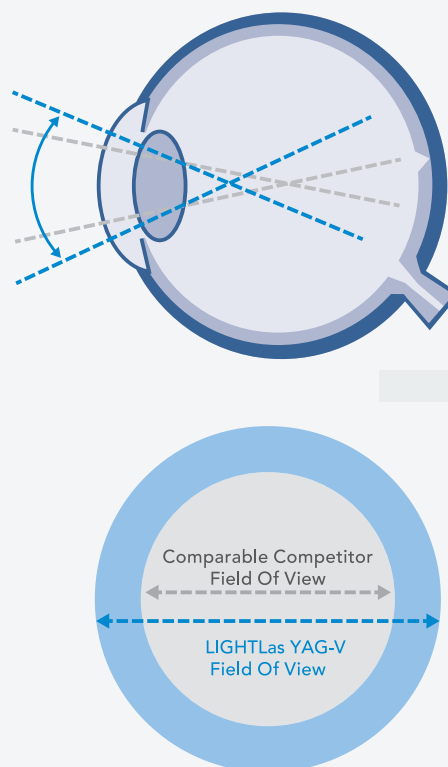 Comparable Competitor
Field Of View
LIGHTLas YAG-V
Field Of View